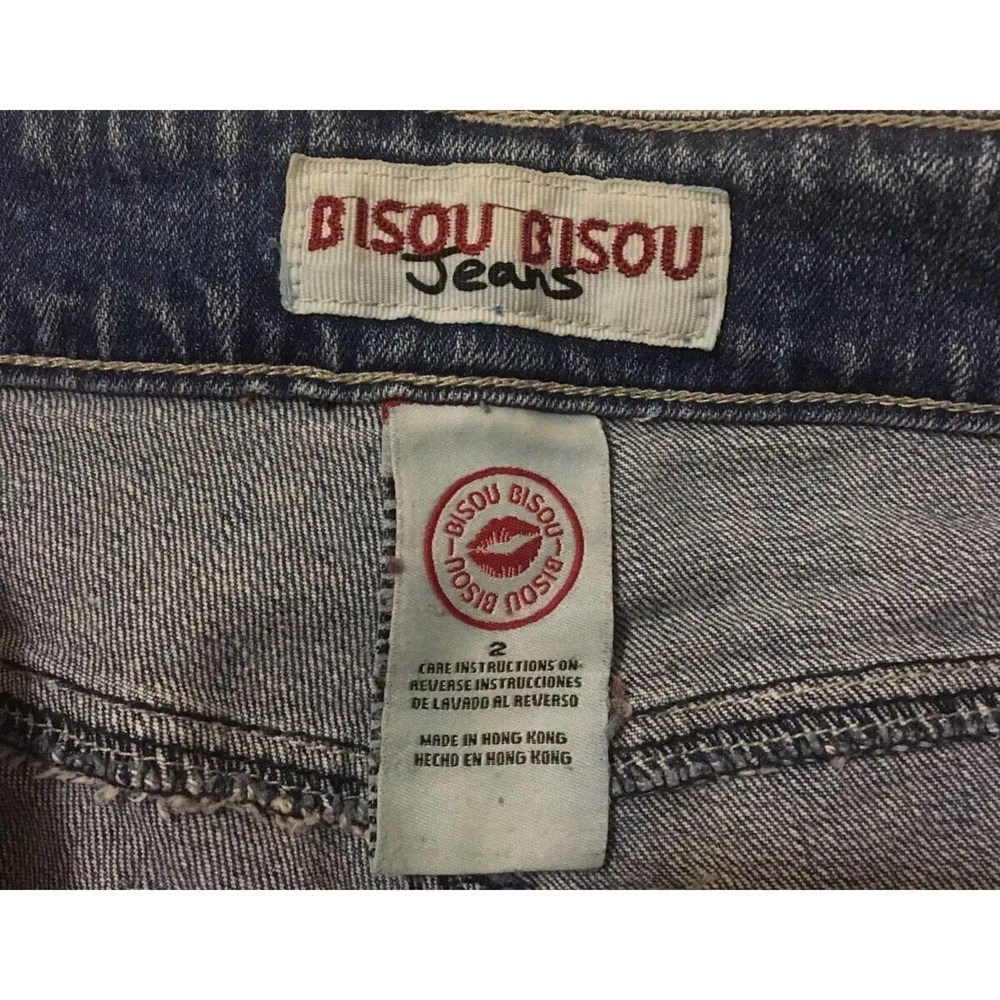 BISOU BISOU
Jeans
BISOU BISOU
BISOU BISOU
2
CARE INSTRUCTIONS ON
REVERSE INSTRUCCIONES
DE LAVADO AL REVERSO
MADE IN HONG KONG
HECHO EN HONG KONG